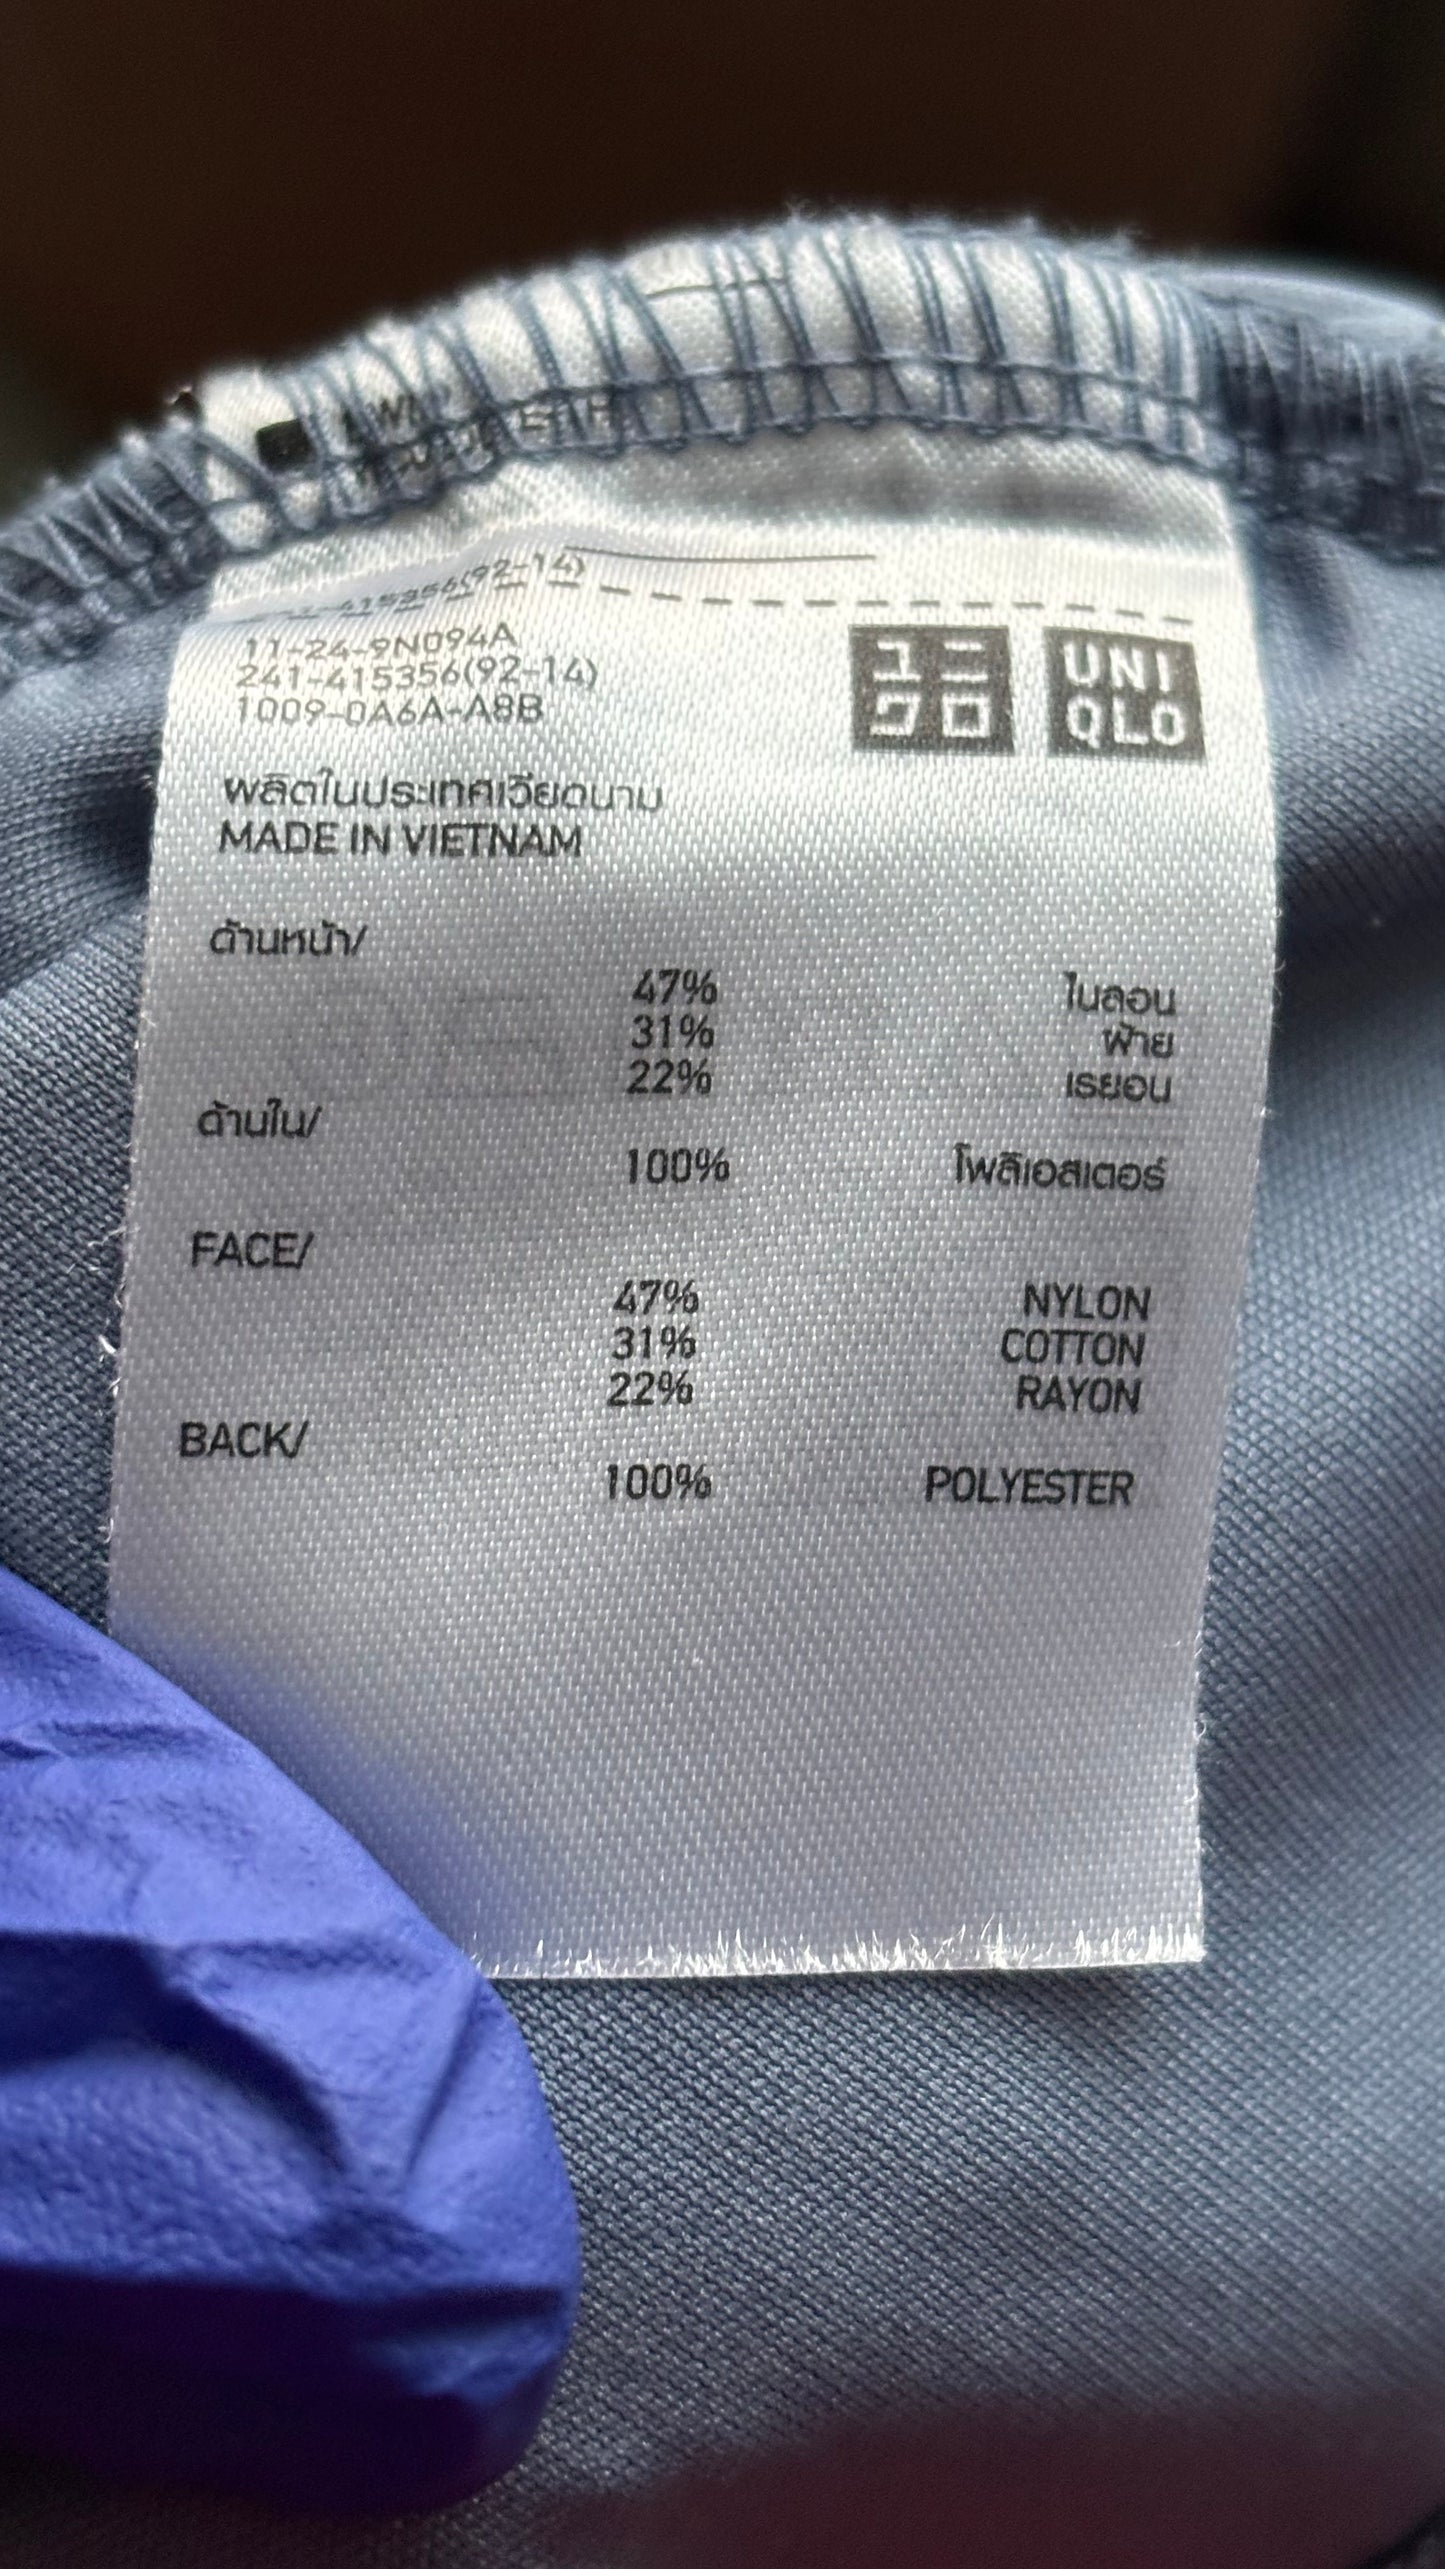 415356(92-14)
11-24-9N094A
241-415356(92-14)
1009-0A6A-A8B
ユニ
クロ
UNI
QLO
ผลิตในประเทศเวียดนาม
MADE IN VIETNAM
ด้านหน้า/
47% ไนลอน
31% ฝ้าย
22% เรยอน
ด้านใน/
100% โพลิเอสเตอร์
FACE/
47% NYLON
31% COTTON
22% RAYON
BACK/
100% POLYESTER